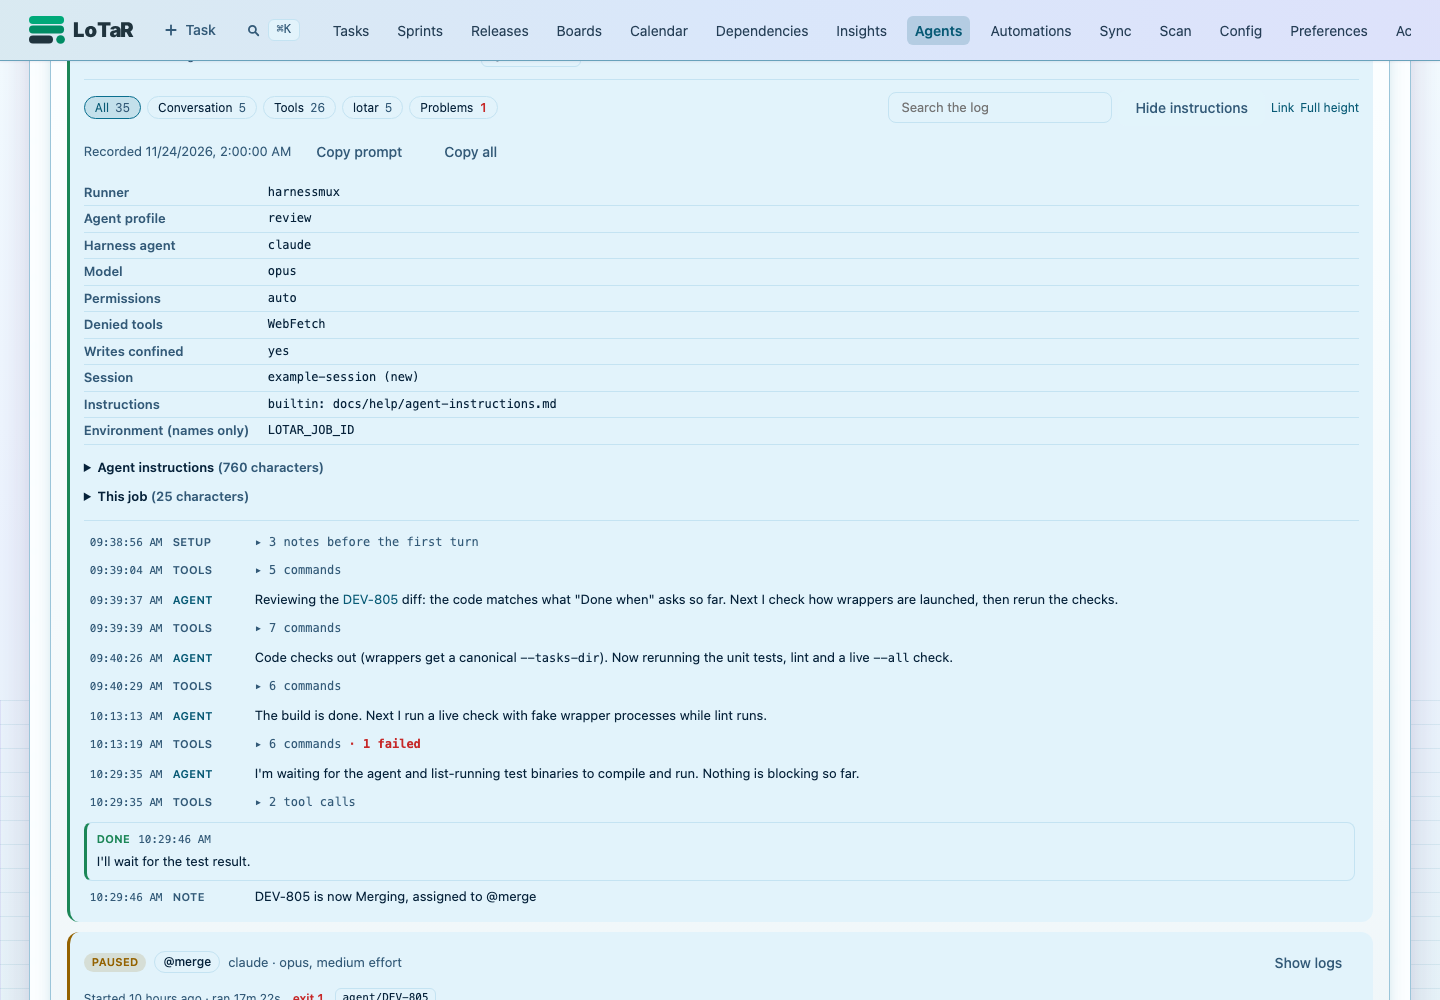 LoTaR
+ Task
⌘K
Tasks
Sprints
Releases
Boards
Calendar
Dependencies
Insights
Agents
Automations
Sync
Scan
Config
Preferences
All 35
Conversation 5
Tools 26
lotar 5
Problems 1
Search the log
Hide instructions
Link Full height
Recorded 11/24/2026, 2:00:00 AM
Copy prompt
Copy all
Runner harnessmux
Agent profile review
Harness agent claude
Model opus
Permissions auto
Denied tools WebFetch
Writes confined yes
Session example-session (new)
Instructions builtin: docs/help/agent-instructions.md
Environment (names only) LOTAR_JOB_ID
▶ Agent instructions (760 characters)
▶ This job (25 characters)
09:38:56 AM SETUP ▸ 3 notes before the first turn
09:39:04 AM TOOLS ▸ 5 commands
09:39:37 AM AGENT Reviewing the DEV-805 diff: the code matches what "Done when" asks so far. Next I check how wrappers are launched, then rerun the checks.
09:39:39 AM TOOLS ▸ 7 commands
09:40:26 AM AGENT Code checks out (wrappers get a canonical --tasks-dir). Now rerunning the unit tests, lint and a live --all check.
09:40:29 AM TOOLS ▸ 6 commands
10:13:13 AM AGENT The build is done. Next I run a live check with fake wrapper processes while lint runs.
10:13:19 AM TOOLS ▸ 6 commands · 1 failed
10:29:35 AM AGENT I'm waiting for the agent and list-running test binaries to compile and run. Nothing is blocking so far.
10:29:35 AM TOOLS ▸ 2 tool calls
DONE 10:29:46 AM
I'll wait for the test result.
10:29:46 AM NOTE DEV-805 is now Merging, assigned to @merge
PAUSED @merge claude · opus, medium effort
Show logs
Started 10 hours ago · ran 17m 22s exit 1 agent/DEV-805